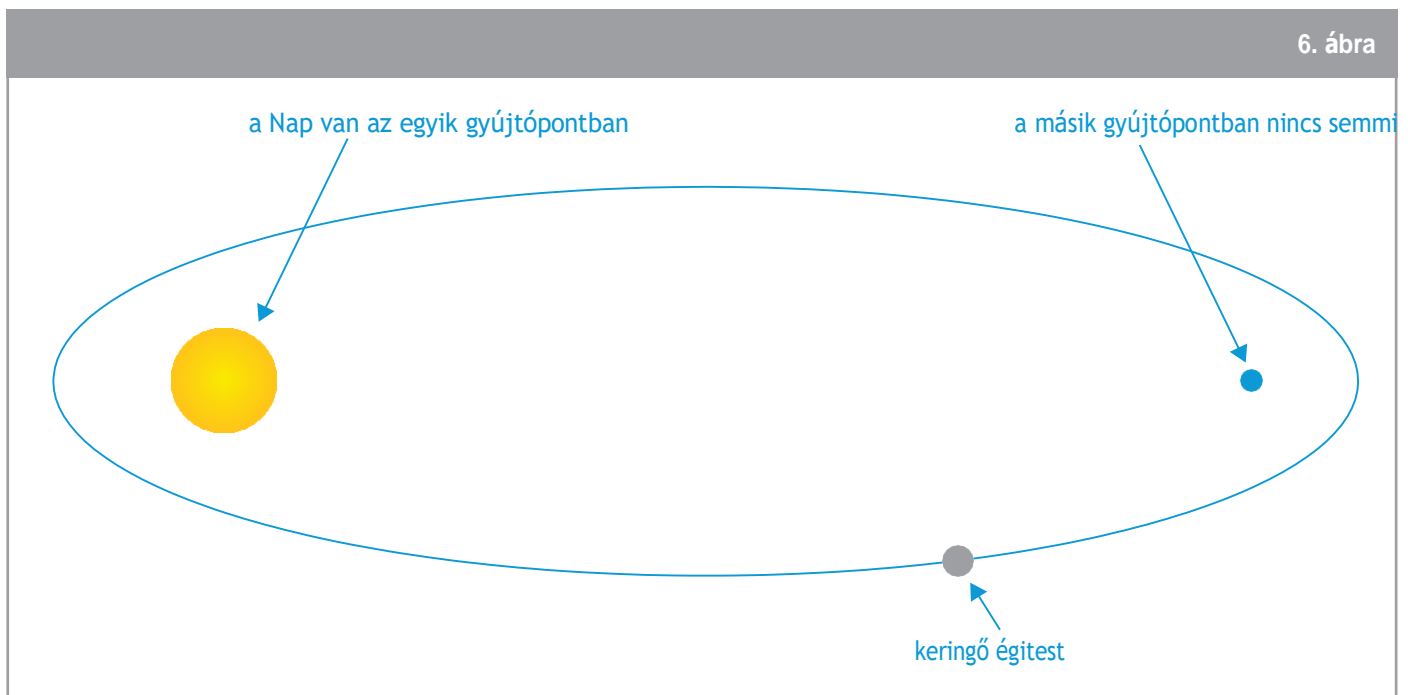 6. ábra
a Nap van az egyik gyújtópontban
a másik gyújtópontban nincs semmi
keringő égitest